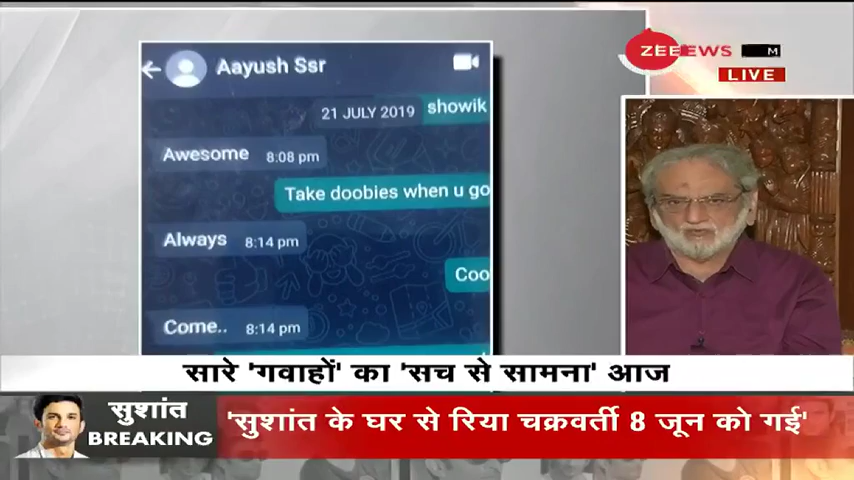 Aayush Ssr
21 JULY 2019
showik
Awesome 8:08 pm
Take doobies when u go
Always 8:14 pm
Coo
Come.. 8:14 pm
ZEE NEWS
M
LIVE
सारे 'गवाहों' का 'सच से सामना' आज
सुशांत
BREAKING
'सुशांत के घर से रिया चक्रवर्ती 8 जून को गई'